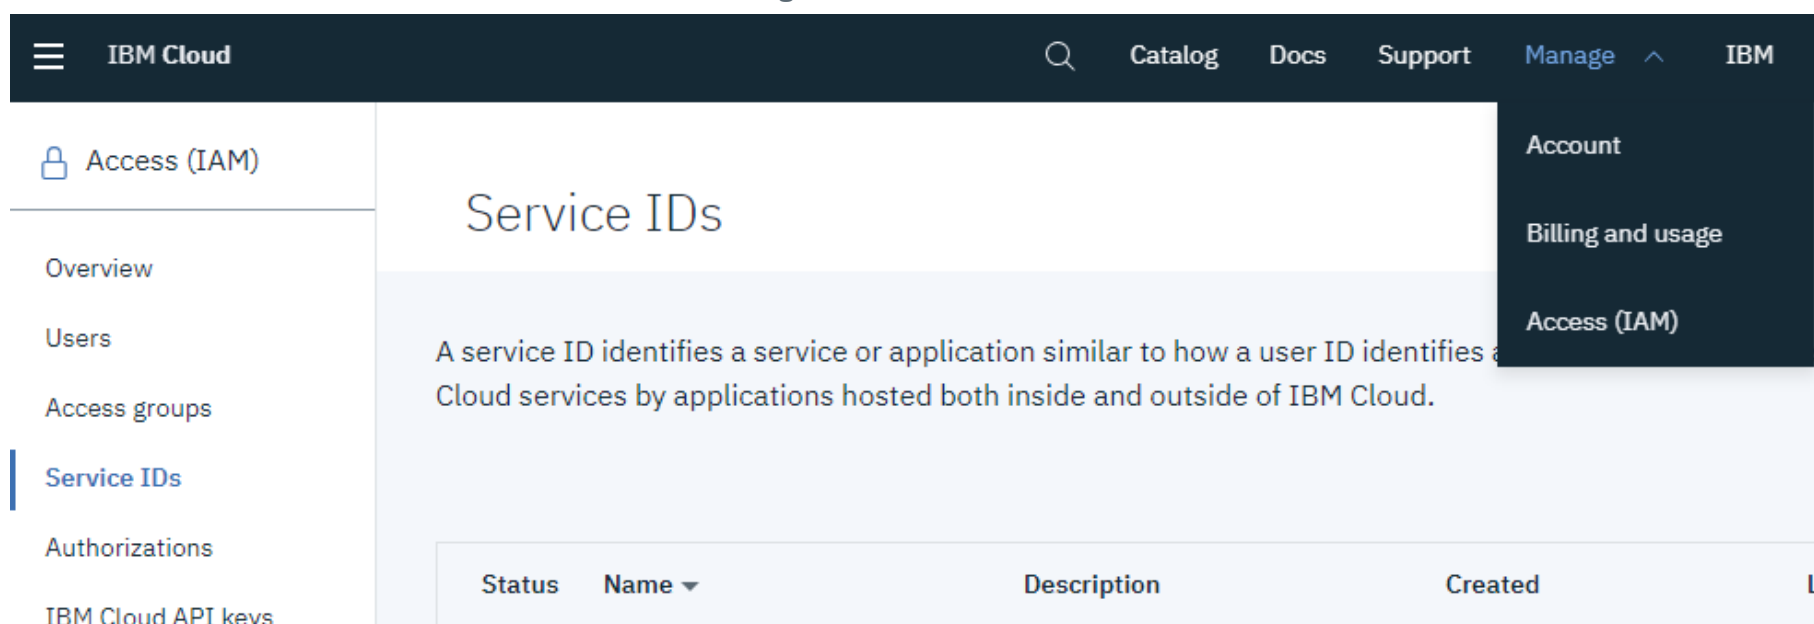 IBM Cloud
Catalog
Docs
Support
Manage
IBM
Account
Billing and usage
Access (IAM)
Access (IAM)
Overview
Users
Access groups
Service IDs
Authorizations
IBM Cloud API keys
Service IDs
A service ID identifies a service or application similar to how a user ID identifies
Cloud services by applications hosted both inside and outside of IBM Cloud.
Status Name Description Created